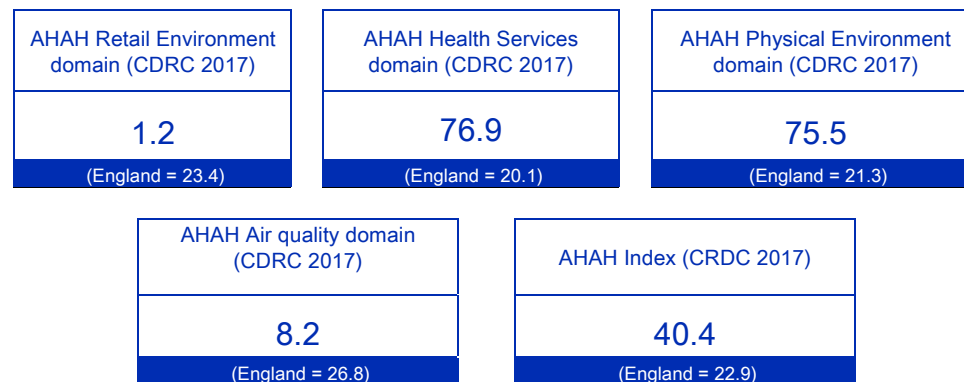 AHAH Retail Environment
domain (CDRC 2017)
1.2
(England = 23.4)
AHAH Health Services
domain (CDRC 2017)
76.9
(England = 20.1)
AHAH Physical Environment
domain (CDRC 2017)
75.5
(England = 21.3)
AHAH Air quality domain
(CDRC 2017)
8.2
(England = 26.8)
AHAH Index (CRDC 2017)
40.4
(England = 22.9)